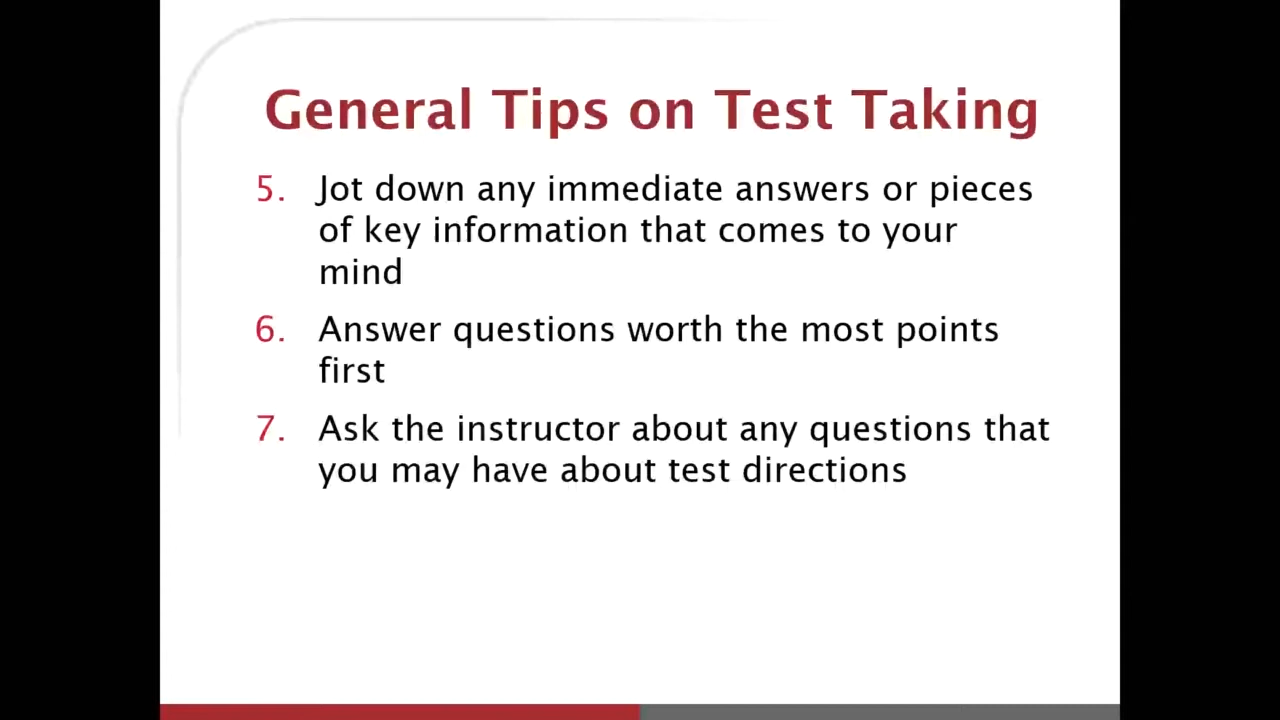 General Tips on Test Taking
5. Jot down any immediate answers or pieces
of key information that comes to your
mind
6. Answer questions worth the most points
first
7. Ask the instructor about any questions that
you may have about test directions